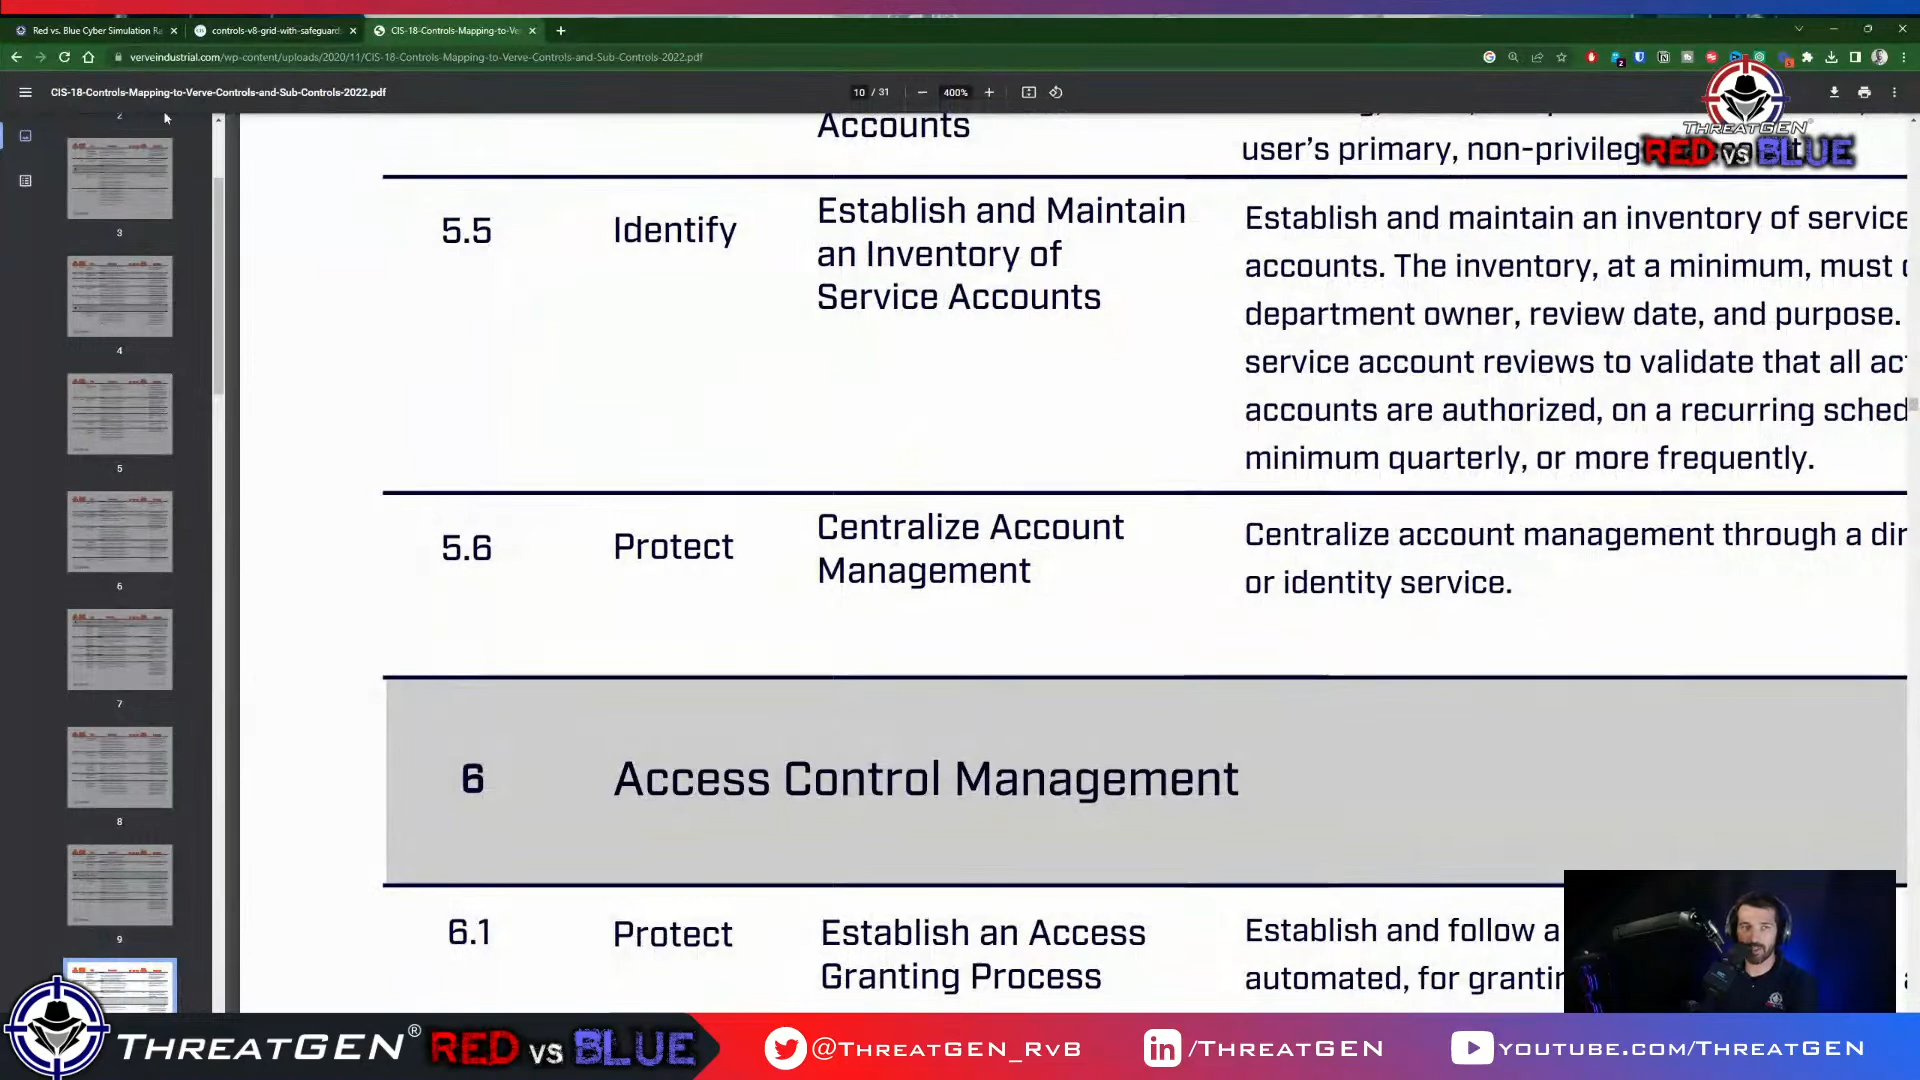 Red vs. Blue Cyber Simulation
controls-v8-grid-with-safeguard
CIS-18-Controls-Mapping-to-Ve
verveindustrial.com/wp-content/uploads/2020/11/CIS-18-Controls-Mapping-to-Verve-Controls-and-Sub-Controls-2022.pdf
CIS-18-Controls-Mapping-to-Verve-Controls-and-Sub-Controls-2022.pdf
10 / 31
400%
THREATGEN
RED vs BLUE
2
3
4
5
6
7
8
9
Accounts
user's primary, non-privileg
5.5
Identify
Establish and Maintain
an Inventory of
Service Accounts
Establish and maintain an inventory of service
accounts. The inventory, at a minimum, must
department owner, review date, and purpose.
service account reviews to validate that all ac
accounts are authorized, on a recurring sched
minimum quarterly, or more frequently.
5.6
Protect
Centralize Account
Management
Centralize account management through a dir
or identity service.
6
Access Control Management
6.1
Protect
Establish an Access
Granting Process
Establish and follow a
automated, for grantin
THREATGEN® RED vs BLUE
@THREATGEN_RVB
/THREATGEN
YOUTUBE.COM/THREATGEN